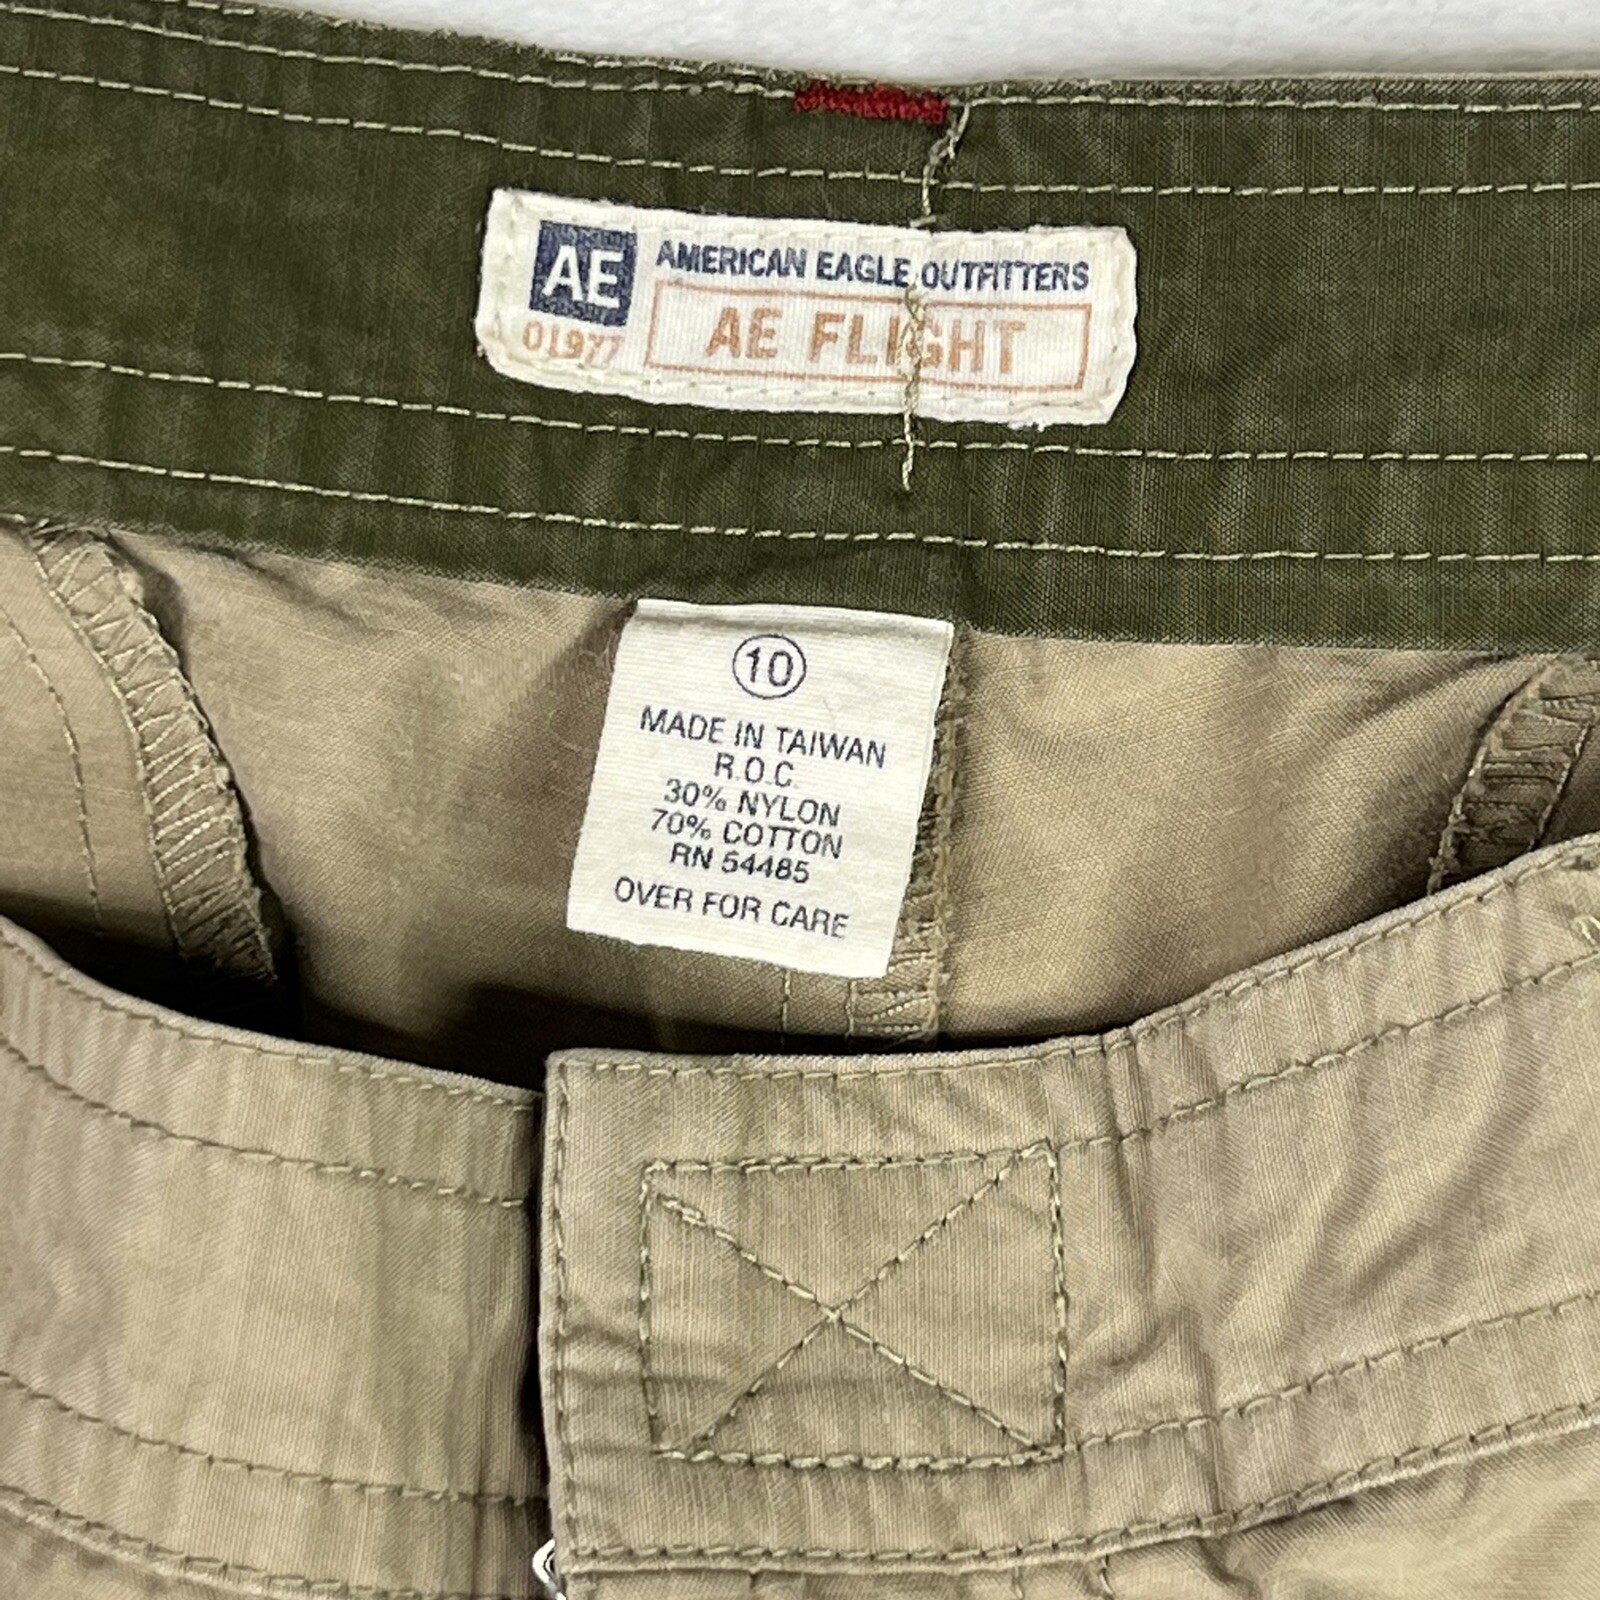 AE AMERICAN EAGLE OUTFITTERS
01977 AE FLIGHT
10
MADE IN TAIWAN
R.O.C.
30% NYLON
70% COTTON
RN 54485
OVER FOR CARE